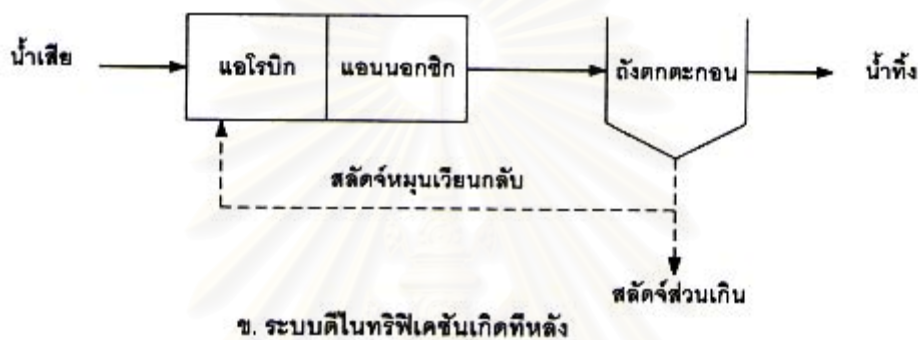 น้ำเสีย
แอโรบิก
แอนนอกซิก
ถังตกตะกอน
น้ำทิ้ง
สลัดจ์หมุนเวียนกลับ
สลัดจ์ส่วนเกิน
ข. ระบบดีไนทริฟิเคชันเกิดทีหลัง